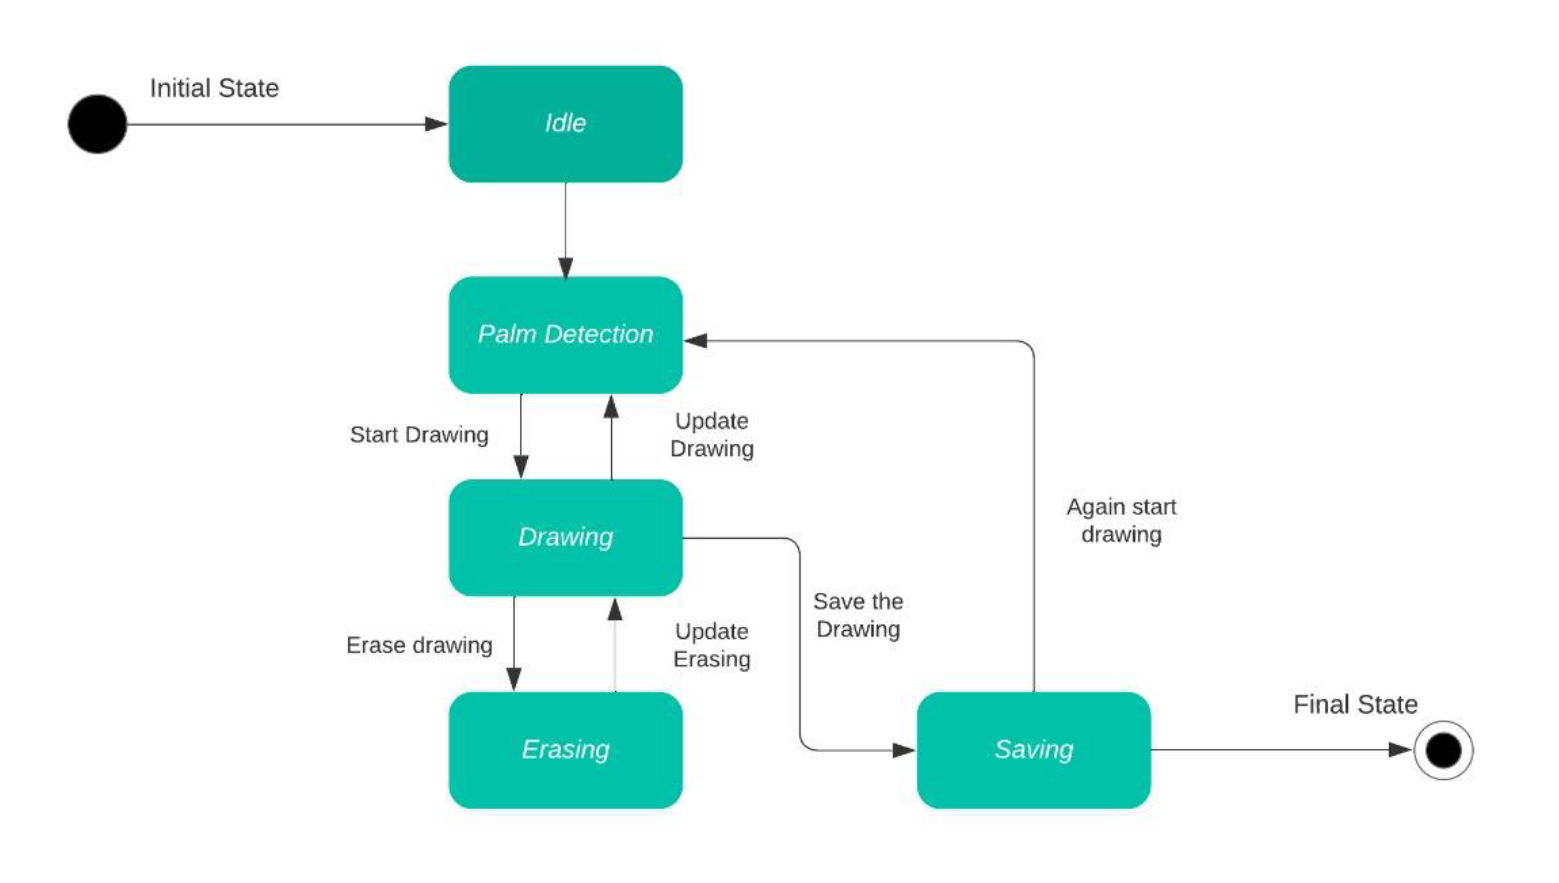 Initial State
Idle
Palm Detection
Start Drawing
Update
Drawing
Drawing
Again start
drawing
Save the
Drawing
Erase drawing
Update
Erasing
Erasing
Saving
Final State